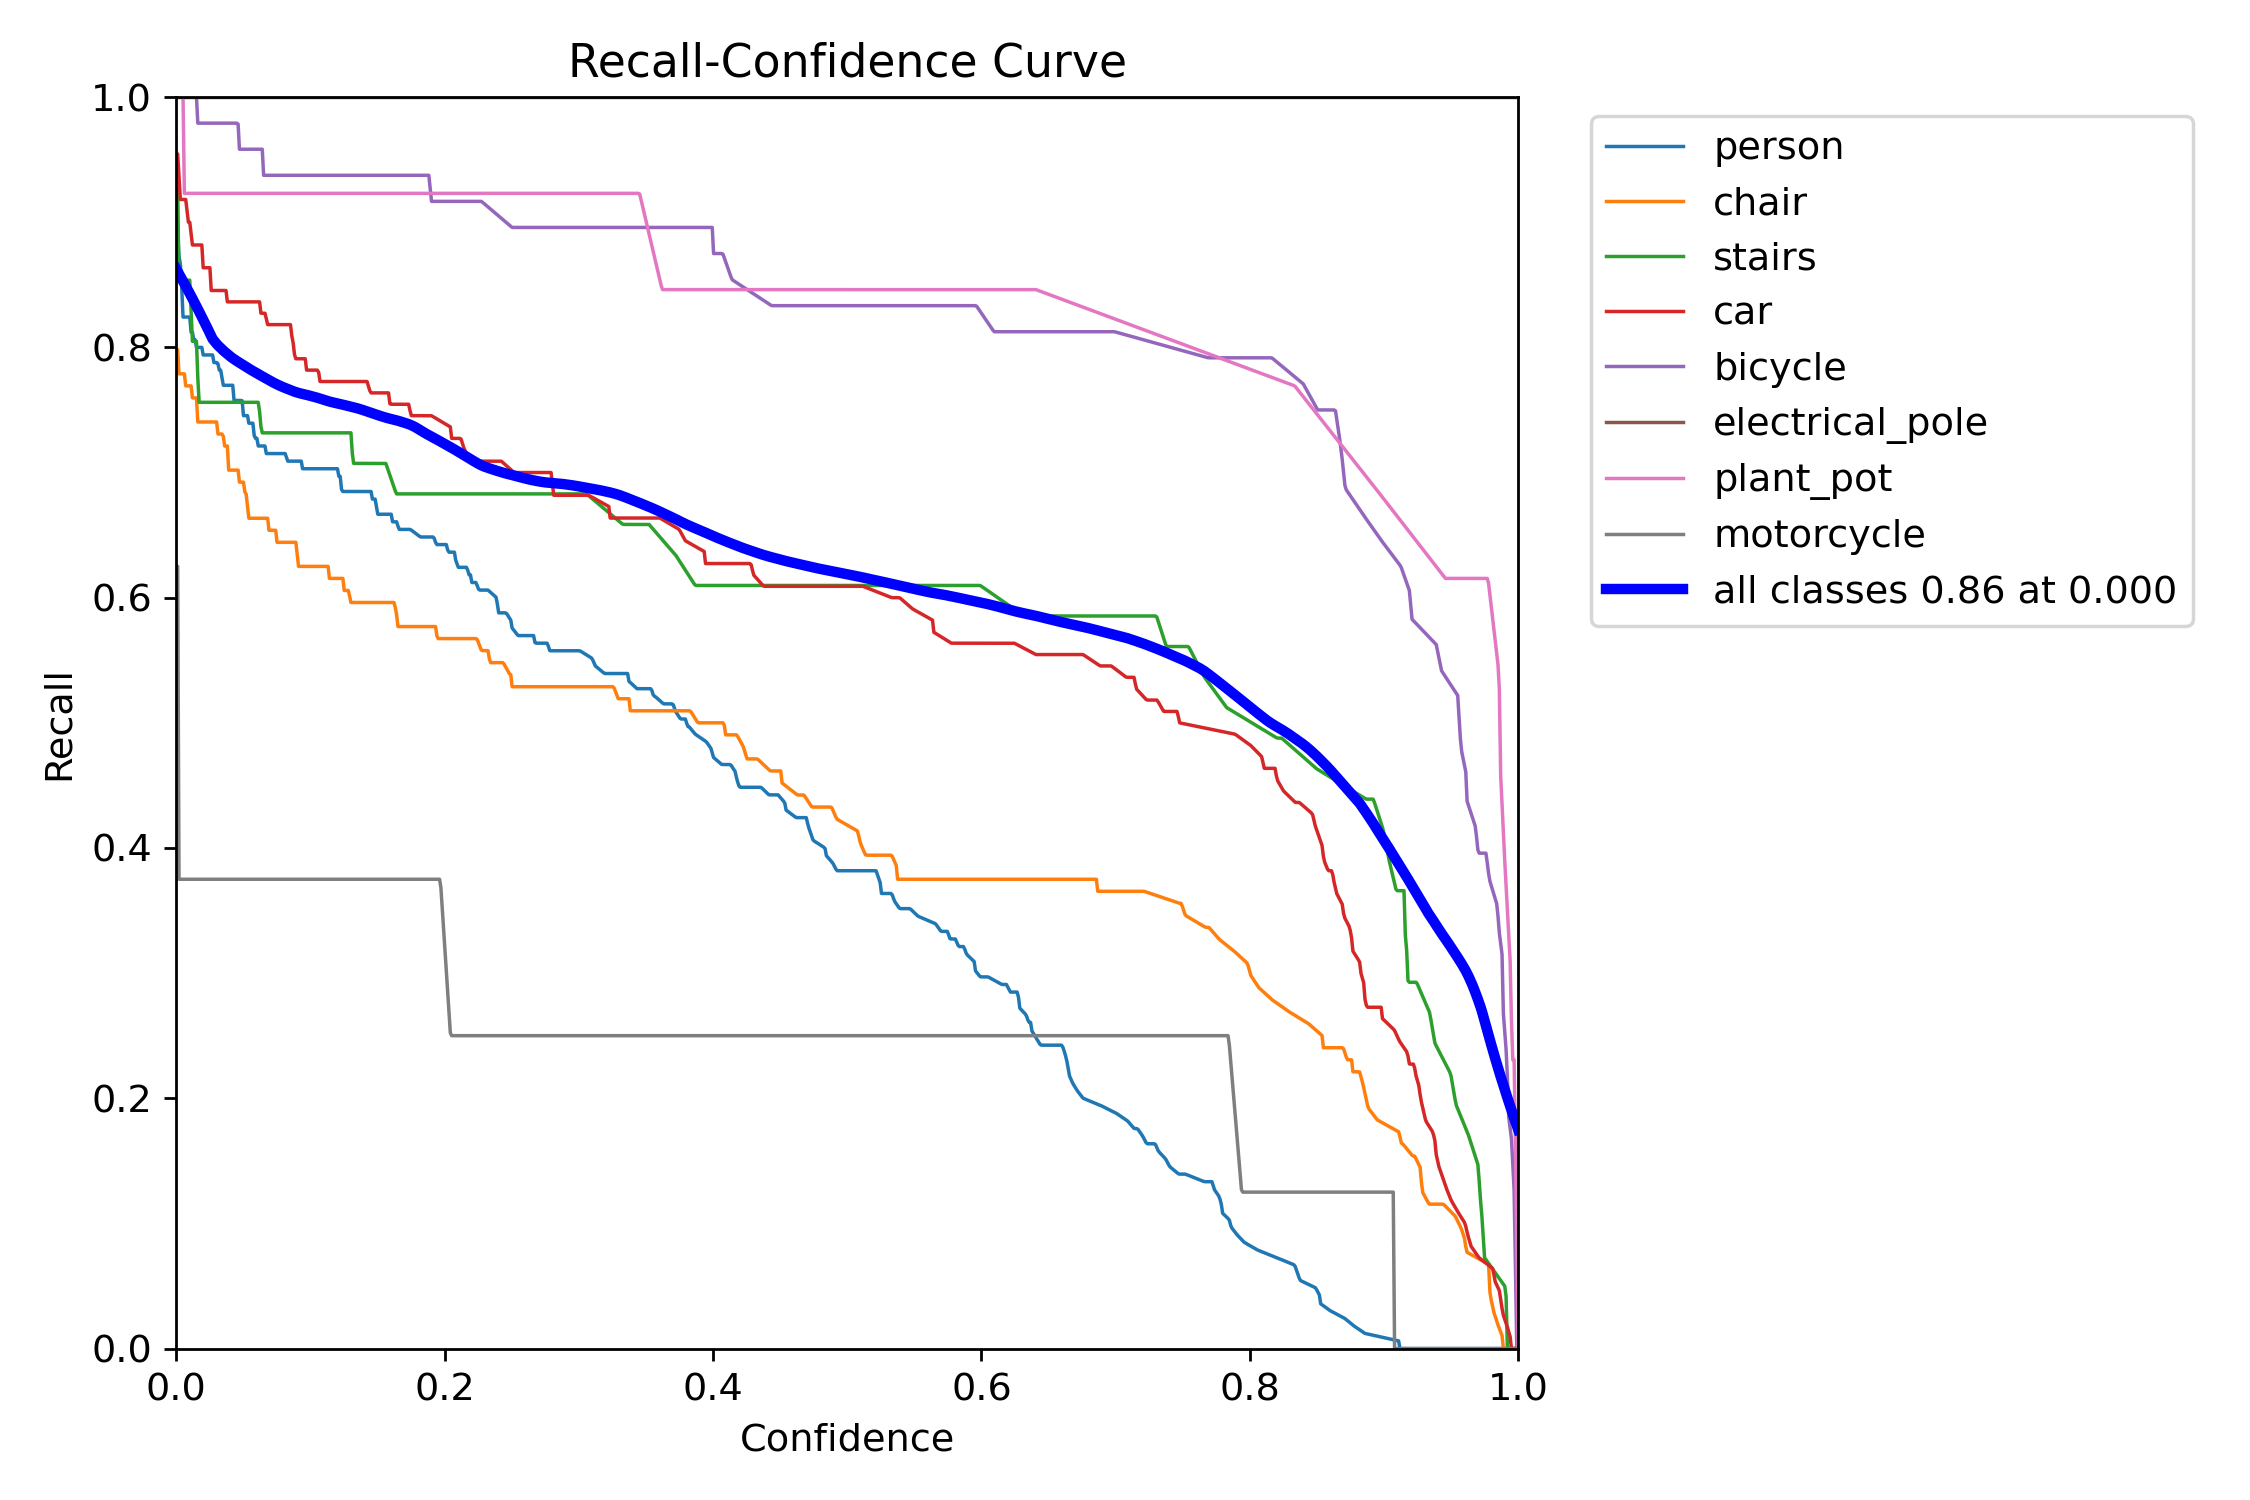 Recall-Confidence Curve
1.0
0.8
0.6
0.4
0.2
0.0
Recall
0.0 0.2 0.4 0.6 0.8 1.0
Confidence
person
chair
stairs
car
bicycle
electrical_pole
plant_pot
motorcycle
all classes 0.86 at 0.000